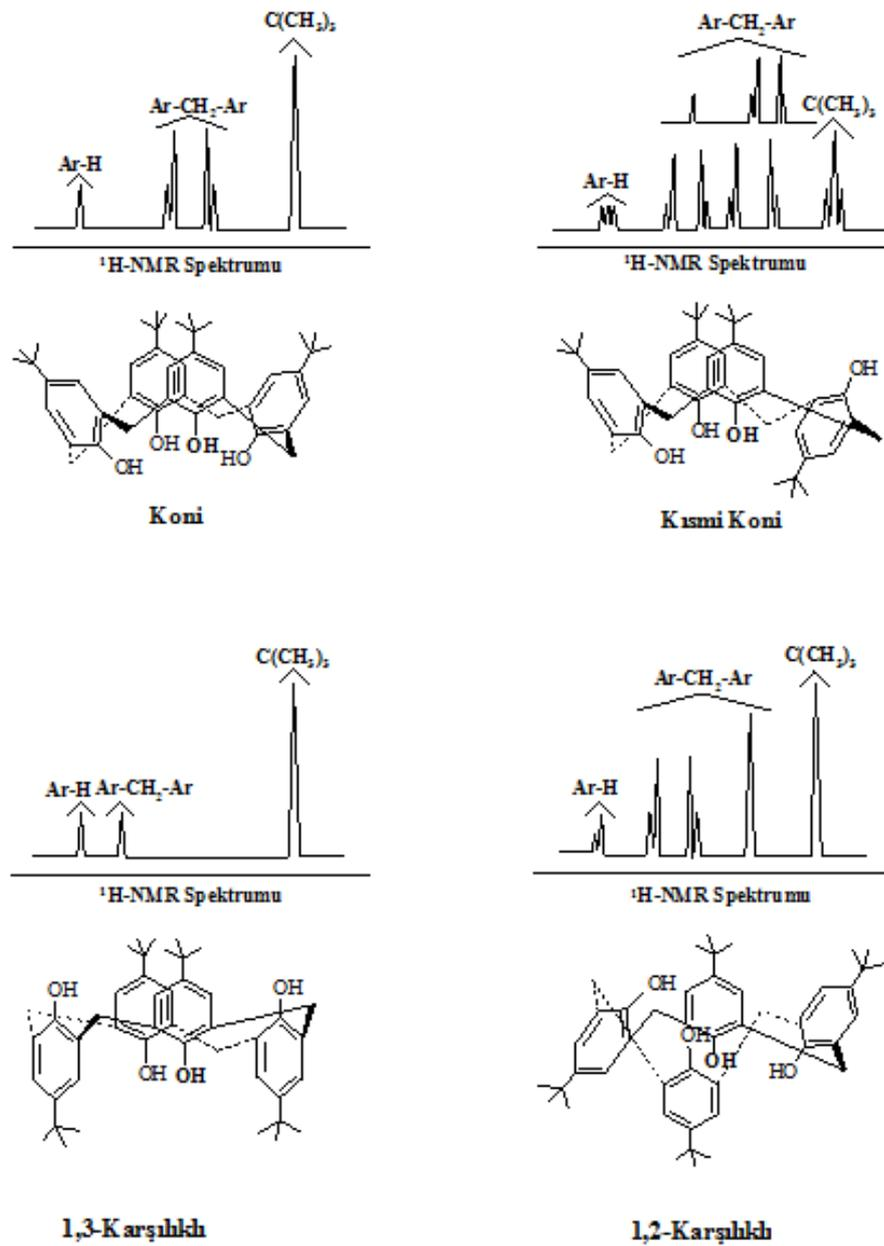 C(CH₃)₃
Ar-CH₂-Ar
Ar-H
¹H-NMR Spektrumu
OH
OH
OH
HO
Koni
Ar-CH₂-Ar
C(CH₃)₃
Ar-H
¹H-NMR Spektrumu
OH
OH
OH
OH
Kısmi Koni
C(CH₃)₃
Ar-H Ar-CH₂-Ar
¹H-NMR Spektrumu
OH
OH
OH
OH
1,3-Karşılıklı
C(CH₃)₃
Ar-CH₂-Ar
Ar-H
¹H-NMR Spektrumu
OH
OH
OH
HO
1,2-Karşılıklı